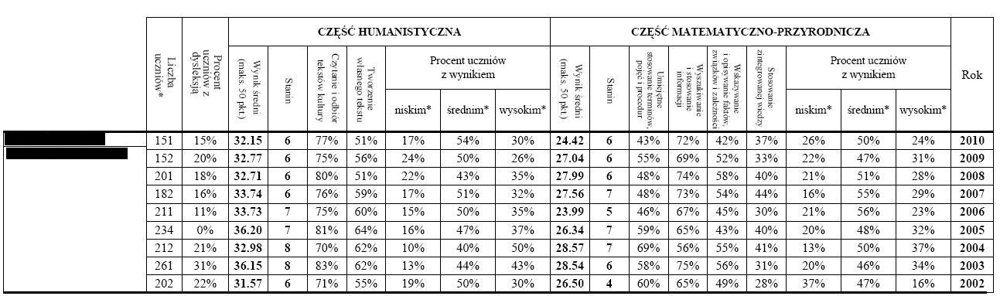 CZĘŚĆ HUMANISTYCZNA CZĘŚĆ MATEMATYCZNO-PRZYRODNICZA
Liczba
uczniów*
Procent
uczniów z
dysleksją
Wynik średni
(maks. 50 pkt.)
Stanin
Czytanie i odbiór
tekstów kultury
Tworzenie
własnego tekstu
Procent uczniów
z wynikiem
niskim* średnim* wysokim*
Wynik średni
(maks. 50 pkt.)
Stanin
Umiejętne
stosowanie terminów,
pojęć i procedur
Wyszukiwanie
i stosowanie
informacji
Wskazywanie
i opisywanie faktów,
związków i zależności
Stosowanie
zintegrowanej wiedzy
Procent uczniów
z wynikiem
niskim* średnim* wysokim*
Rok
151 15% 32.15 6 77% 51% 17% 54% 30% 24.42 6 43% 72% 42% 37% 26% 50% 24% 2010
152 20% 32.77 6 75% 56% 24% 50% 26% 27.04 6 55% 69% 52% 33% 22% 47% 31% 2009
201 18% 32.71 6 80% 51% 22% 43% 35% 27.99 6 48% 74% 58% 40% 21% 51% 28% 2008
182 16% 33.74 6 76% 59% 17% 51% 32% 27.56 7 48% 73% 54% 44% 16% 55% 29% 2007
211 11% 33.73 7 75% 60% 15% 50% 35% 23.99 5 46% 67% 45% 30% 21% 56% 23% 2006
234 0% 36.20 7 81% 64% 16% 47% 37% 26.34 7 59% 65% 43% 40% 20% 48% 32% 2005
212 21% 32.98 8 70% 62% 10% 40% 50% 28.57 7 69% 56% 55% 41% 13% 50% 37% 2004
261 31% 36.15 8 83% 62% 13% 44% 43% 28.54 6 58% 75% 56% 31% 20% 46% 34% 2003
202 22% 31.57 6 71% 55% 19% 50% 30% 26.50 4 60% 65% 49% 28% 37% 47% 16% 2002